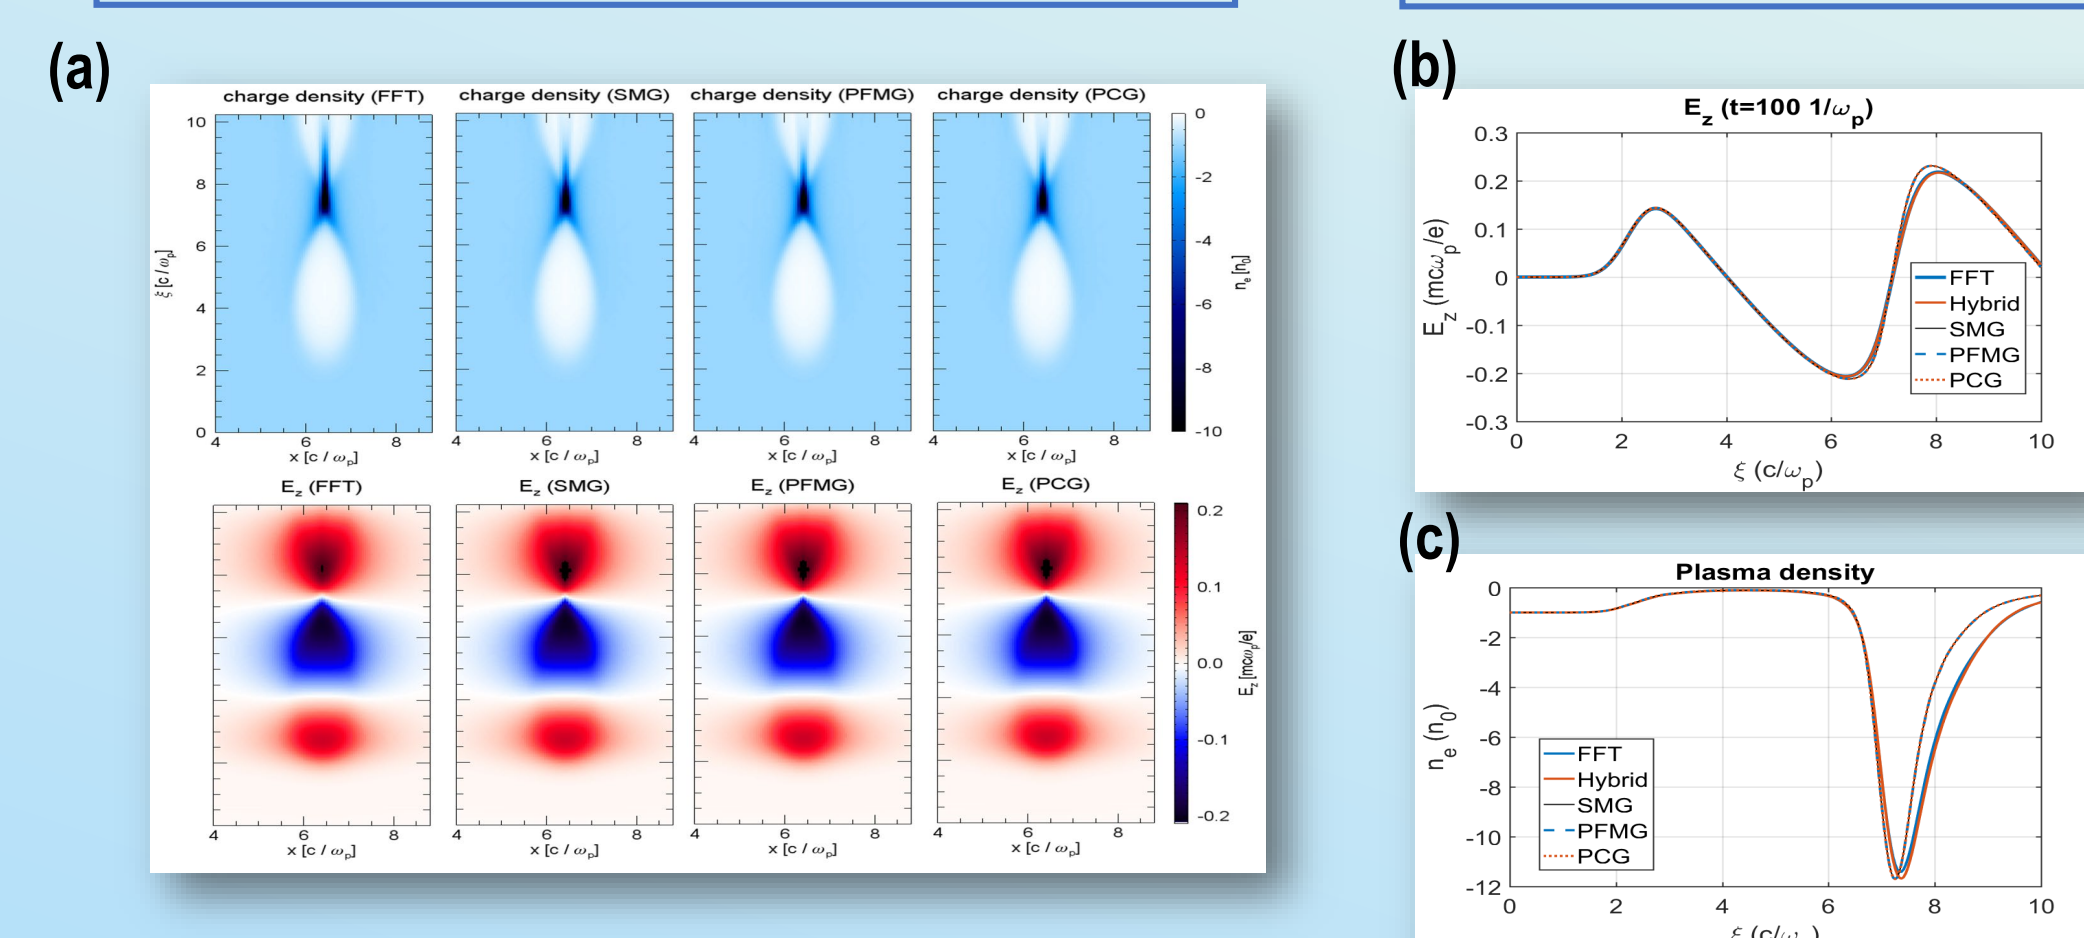 (a)
charge density (FFT) charge density (SMG) charge density (PFMG) charge density (PCG)
10
8
6
4
2
0
ξ [c / ωp]
4 6 8
4 6 8
4 6 8
4 6 8
x [c / ωp] x [c / ωp] x [c / ωp] x [c / ωp]
0
-2
-4
-6
-8
-10
ne [n0]
Ez (FFT) Ez (SMG) Ez (PFMG) Ez (PCG)
4 6 8
4 6 8
4 6 8
4 6 8
x [c / ωp] x [c / ωp] x [c / ωp] x [c / ωp]
0.2
0.1
0.0
-0.1
-0.2
Ez [mcωp/e]
(b)
Ez (t=100 1/ωp)
0.3
0.2
0.1
0
-0.1
-0.2
-0.3
Ez (mcωp/e)
0 2 4 6 8 10
ξ (c/ωp)
FFT
Hybrid
SMG
PFMG
PCG
(c)
Plasma density
0
-2
-4
-6
-8
-10
-12
ne (n0)
FFT
Hybrid
SMG
PFMG
PCG
0 2 4 6 8 10
ξ (c/ωp)